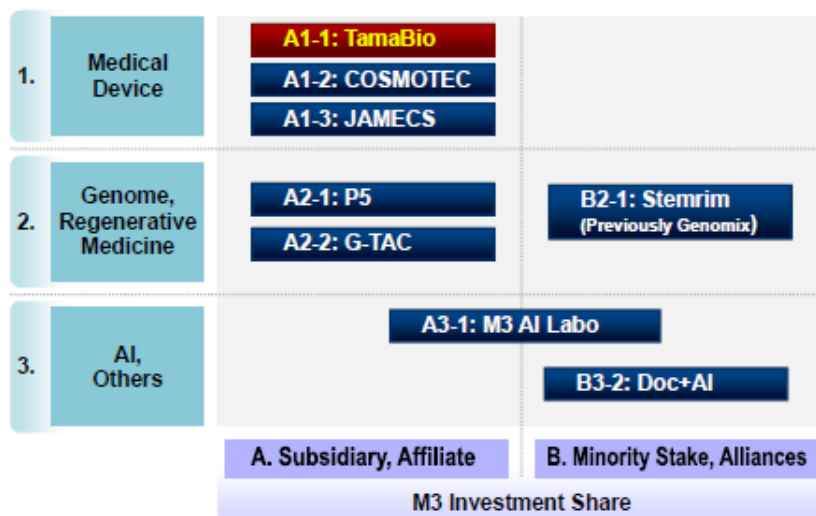 1.
Medical
Device
A1-1: TamaBio
A1-2: COSMOTEC
A1-3: JAMECS
2.
Genome,
Regenerative
Medicine
A2-1: P5
A2-2: G-TAC
B2-1: Stemrim
(Previously Genomix)
3.
AI,
Others
A3-1: M3 AI Labo
B3-2: Doc+AI
A. Subsidiary, Affiliate
B. Minority Stake, Alliances
M3 Investment Share